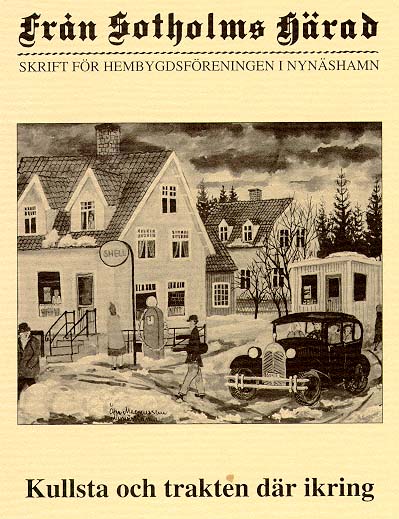 Från Sotholms Härad
SKRIFT FÖR HEMBYGDSFÖRENINGEN I NYNÄSHAMN
SHELL
Kullsta och trakten där ikring